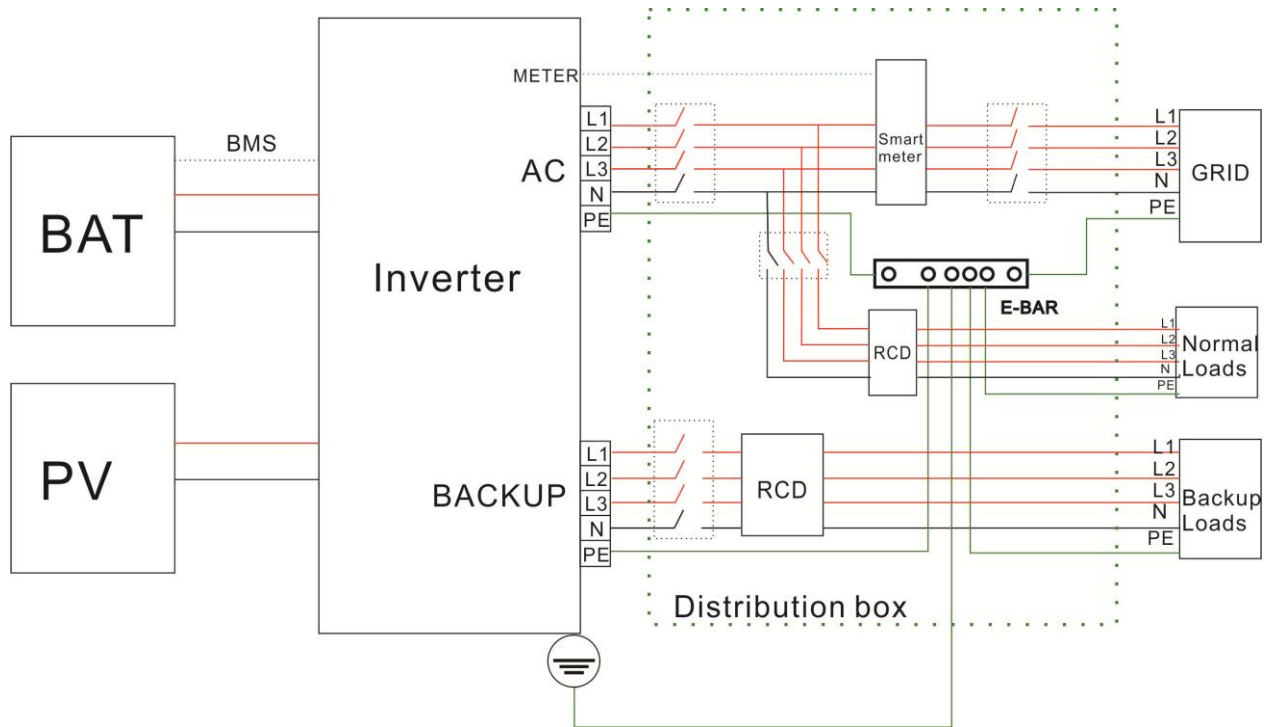 METER
L1
L2
L3
N
PE
AC
BMS
BAT
Inverter
Smart
meter
L1
L2
L3
N
PE
GRID
E-BAR
RCD
L1
L2
L3
N
PE
Normal
Loads
PV
BACKUP
L1
L2
L3
N
PE
RCD
L1
L2
L3
N
PE
Backup
Loads
Distribution box